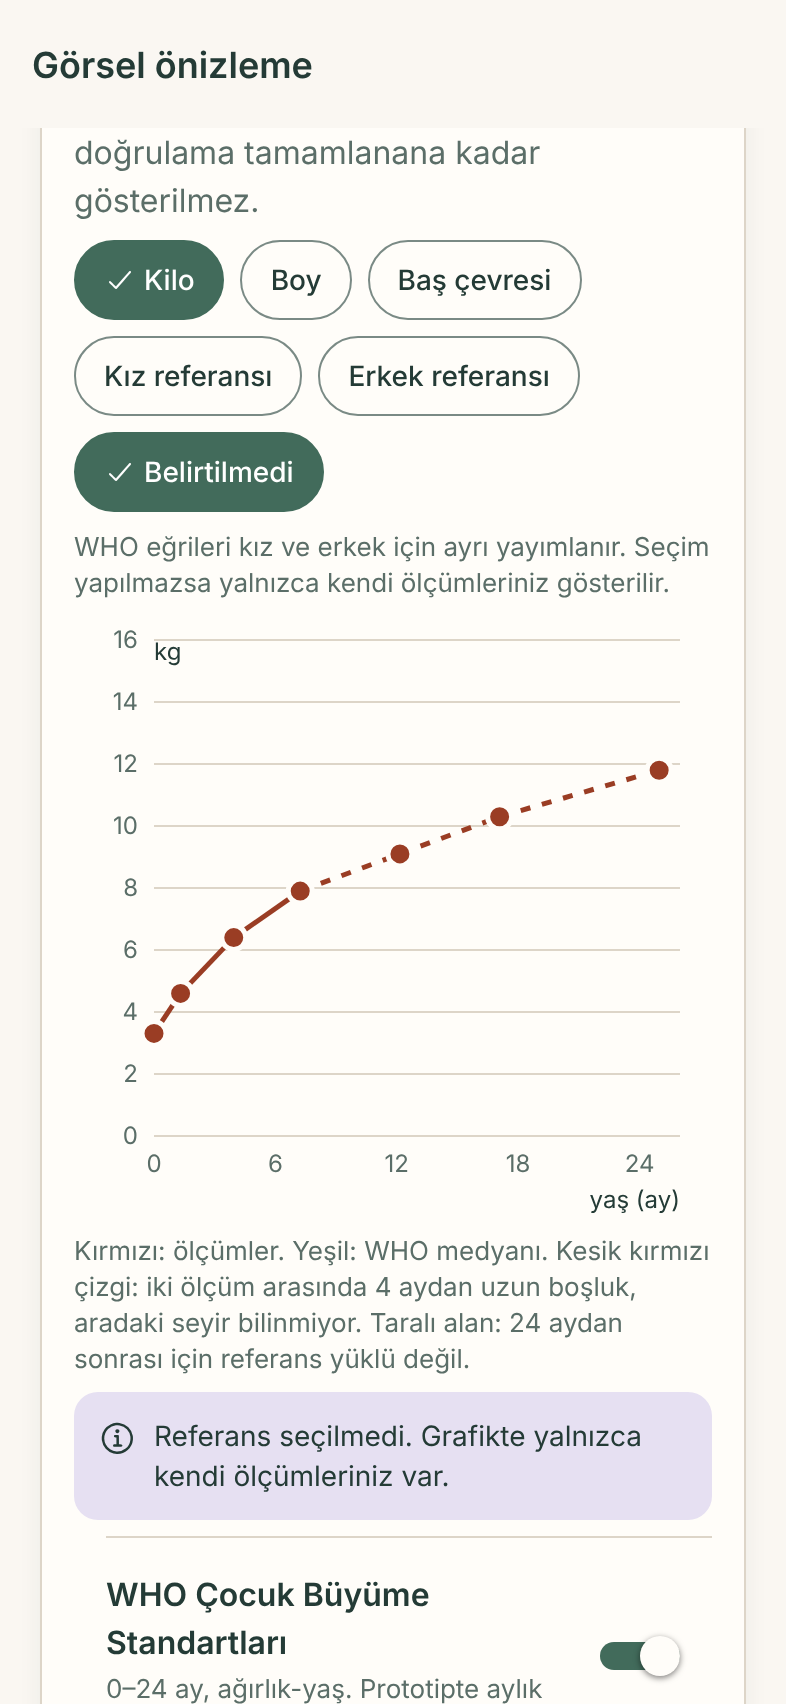 Görsel önizleme
doğrulama tamamlanana kadar
gösterilmez.
Kilo
Boy
Baş çevresi
Kız referansı
Erkek referansı
Belirtilmedi
WHO eğrileri kız ve erkek için ayrı yayımlanır. Seçim
yapılmazsa yalnızca kendi ölçümleriniz gösterilir.
16
kg
14
12
10
8
6
4
2
0
0 6 12 18 24
yaş (ay)
Kırmızı: ölçümler. Yeşil: WHO medyanı. Kesik kırmızı
çizgi: iki ölçüm arasında 4 aydan uzun boşluk,
aradaki seyir bilinmiyor. Taralı alan: 24 aydan
sonrası için referans yüklü değil.
Referans seçilmedi. Grafikte yalnızca
kendi ölçümleriniz var.
WHO Çocuk Büyüme
Standartları
0–24 ay, ağırlık-yaş. Prototipte aylık